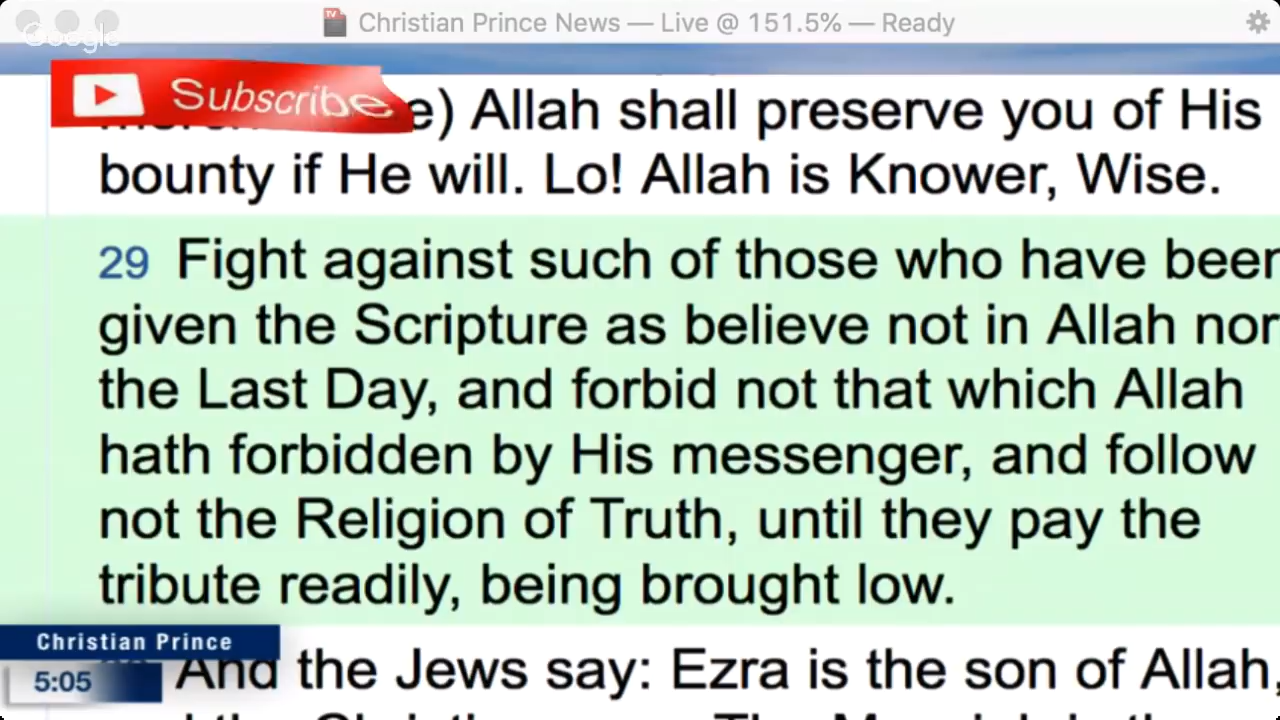 Christian Prince News — Live @ 151.5% — Ready
Google
Subscribe
e) Allah shall preserve you of His
bounty if He will. Lo! Allah is Knower, Wise.
29 Fight against such of those who have been
given the Scripture as believe not in Allah nor
the Last Day, and forbid not that which Allah
hath forbidden by His messenger, and follow
not the Religion of Truth, until they pay the
tribute readily, being brought low.
Christian Prince
And the Jews say: Ezra is the son of Allah,
5:05